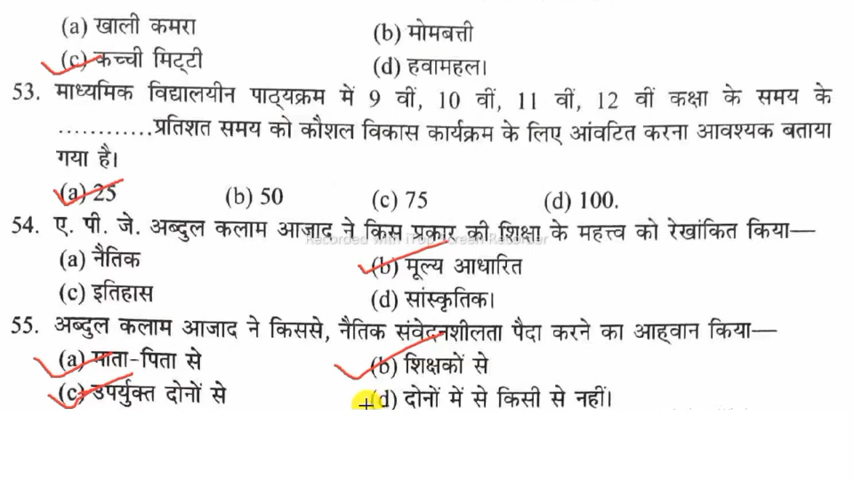 (a) खाली कमरा (b) मोमबत्ती
(c) कच्ची मिट्टी (d) हवामहल।
53. माध्यमिक विद्यालयीन पाठ्यक्रम में 9 वीं, 10 वीं, 11 वीं, 12 वीं कक्षा के समय के
............प्रतिशत समय को कौशल विकास कार्यक्रम के लिए आंवटित करना आवश्यक बताया
गया है।
(a) 25 (b) 50 (c) 75 (d) 100.
54. ए. पी. जे. अब्दुल कलाम आजाद ने किस प्रकार की शिक्षा के महत्त्व को रेखांकित किया—
(a) नैतिक (b) मूल्य आधारित
(c) इतिहास (d) सांस्कृतिक।
55. अब्दुल कलाम आजाद ने किससे, नैतिक संवेदनशीलता पैदा करने का आह्वान किया—
(a) माता-पिता से (b) शिक्षकों से
(c) उपर्युक्त दोनों से (d) दोनों में से किसी से नहीं।